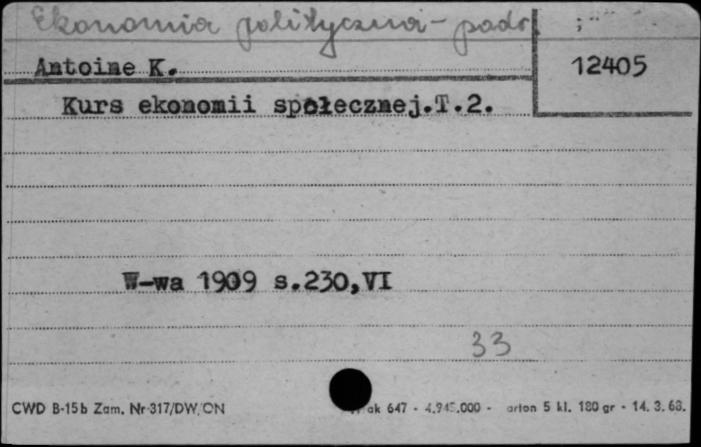 Ekonomia polityczna - podr
Antoine K.
12405
Kurs ekonomii społecznej.T.2.
W-wa 1909 s.230,VI
33
CWD B-15b Zam. Nr 317/DW/ON ak 647 - 4.945.000 - arton 5 kl. 180 gr - 14. 3. 68.